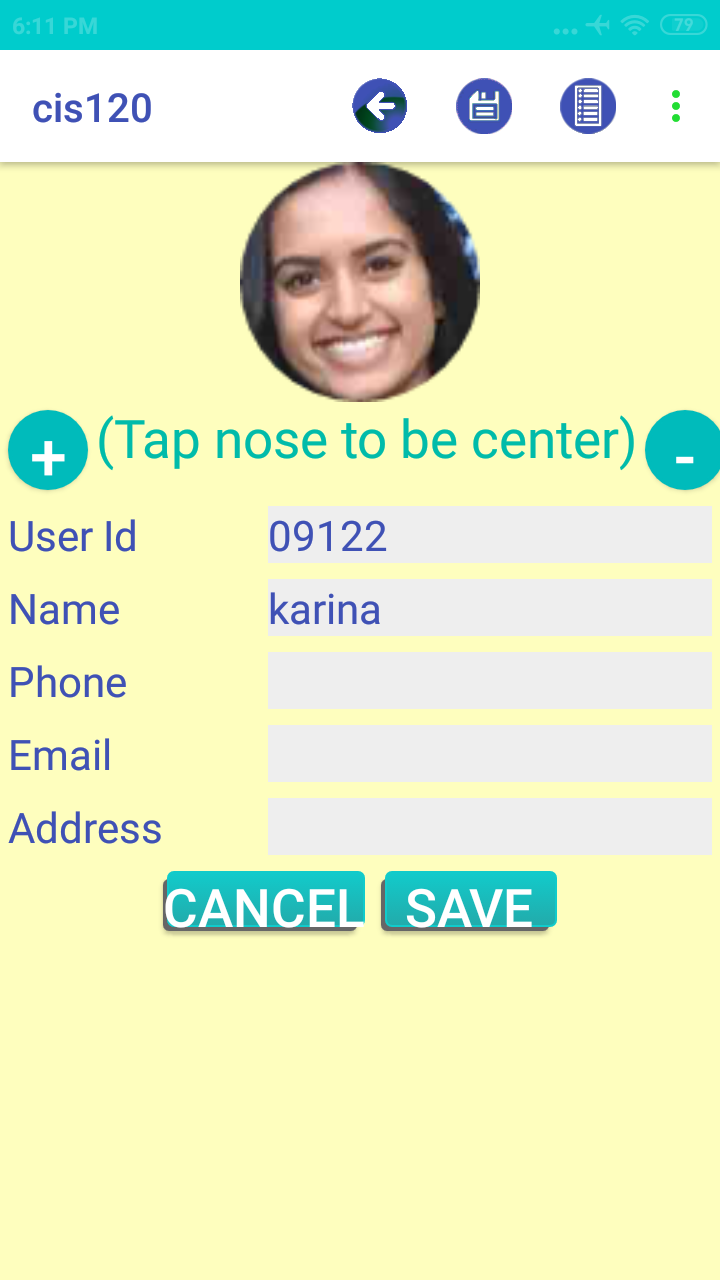 6:11 PM ... 79
cis120
+ (Tap nose to be center) -
User Id 09122
Name karina
Phone
Email
Address
CANCEL SAVE